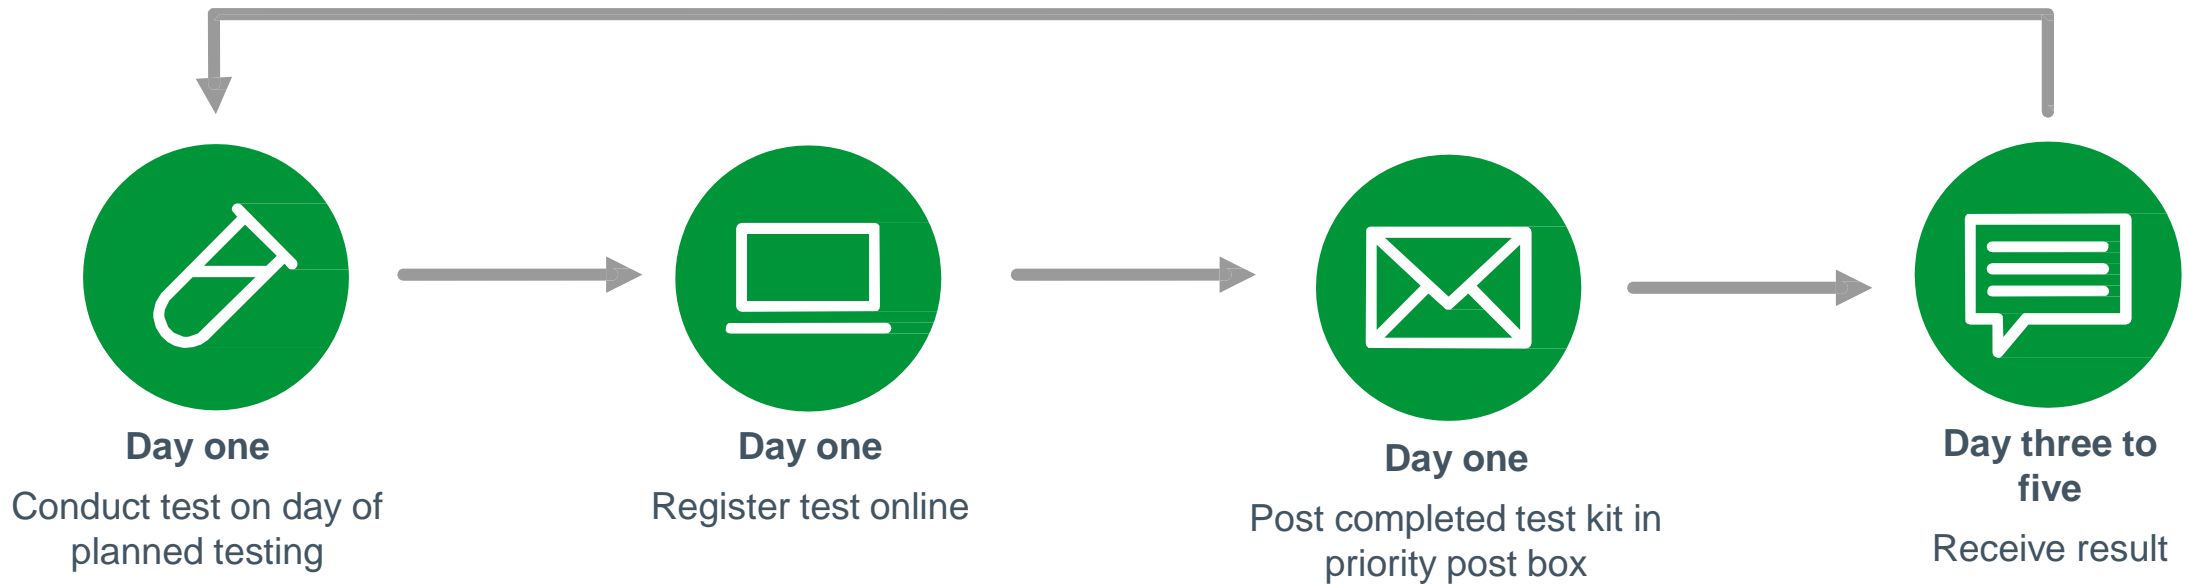 Day one
Conduct test on day of
planned testing
Day one
Register test online
Day one
Post completed test kit in
priority post box
Day three to
five
Receive result